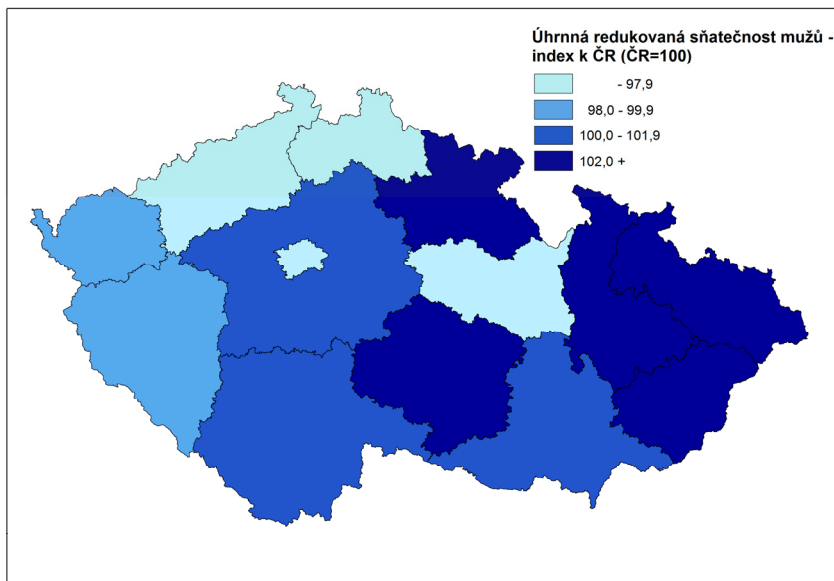 Úhrnná redukovaná sňatečnost mužů -
index k ČR (ČR=100)
- 97,9
98,0 - 99,9
100,0 - 101,9
102,0 +